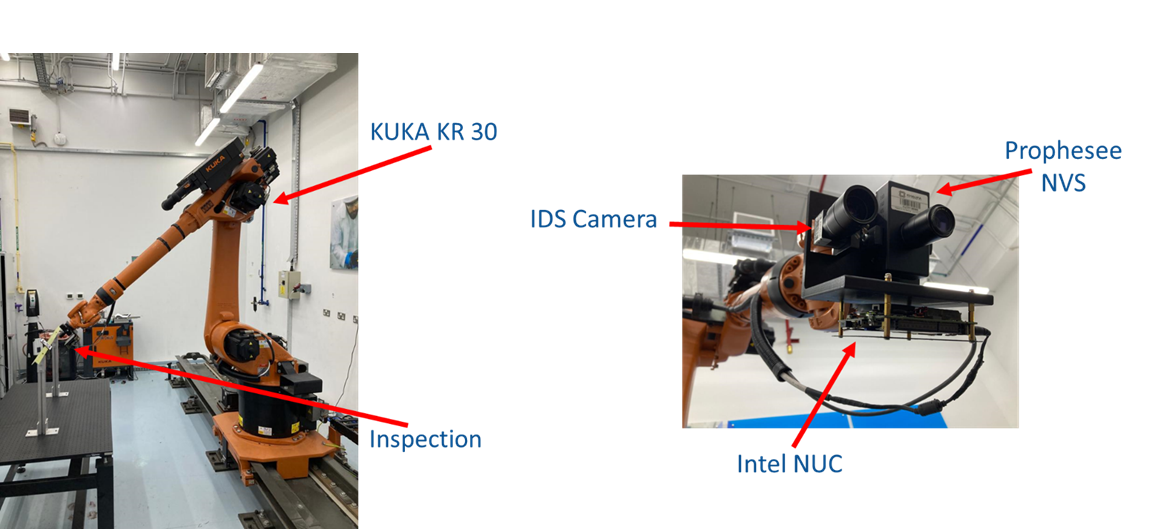 KUKA KR 30
KUKA
Inspection
Prophesee
NVS
IDS Camera
Intel NUC